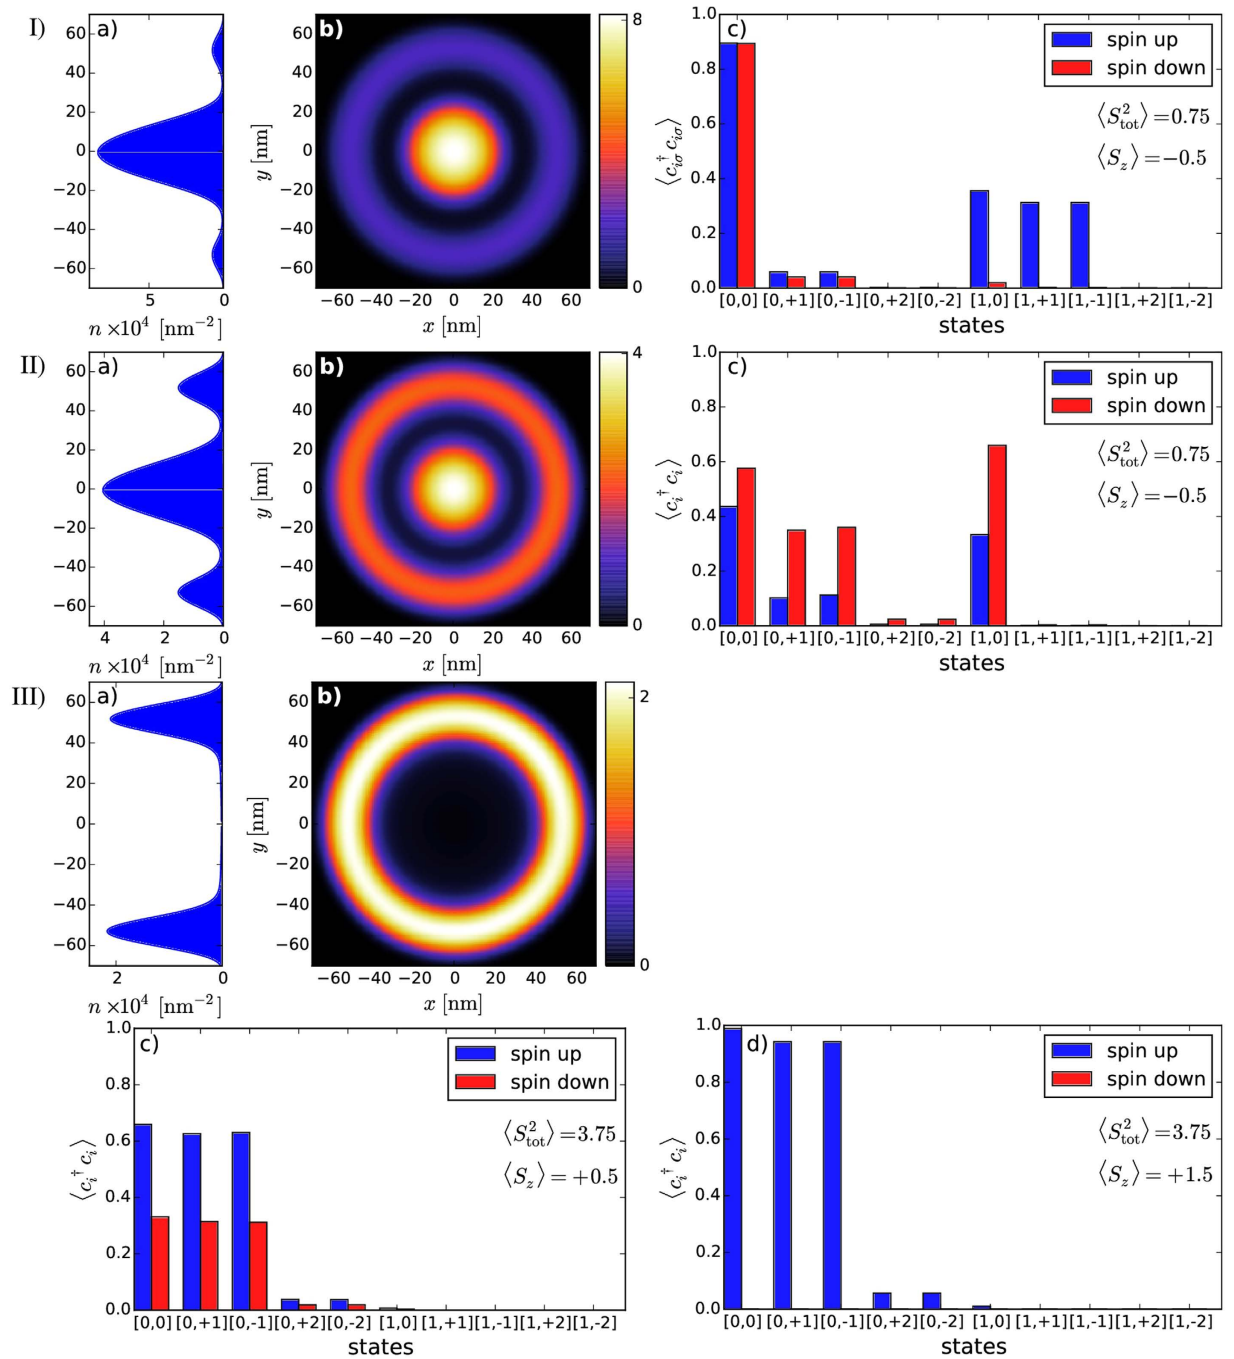 I)
a)
60
40
20
0
−20
−40
−60
5 0
n ×10⁴ [nm⁻²]
b)
60
40
20
0
−20
−40
−60
y [nm]
−60 −40 −20 0 20 40 60
x [nm]
8
0
c)
1.0
0.8
0.6
0.4
0.2
0.0
⟨c†iσ ciσ⟩
spin up
spin down
⟨S²tot⟩=0.75
⟨Sz⟩=−0.5
[0,0] [0,+1] [0,-1] [0,+2] [0,-2] [1,0] [1,+1] [1,-1] [1,+2] [1,-2]
states
II)
a)
60
40
20
0
−20
−40
−60
4 2 0
n ×10⁴ [nm⁻²]
b)
60
40
20
0
−20
−40
−60
y [nm]
−60 −40 −20 0 20 40 60
x [nm]
4
0
c)
1.0
0.8
0.6
0.4
0.2
0.0
⟨ci† ci⟩
spin up
spin down
⟨S²tot⟩=0.75
⟨Sz⟩=−0.5
[0,0] [0,+1] [0,-1] [0,+2] [0,-2] [1,0] [1,+1] [1,-1] [1,+2] [1,-2]
states
III)
a)
60
40
20
0
−20
−40
−60
2 0
n ×10⁴ [nm⁻²]
b)
60
40
20
0
−20
−40
−60
y [nm]
−60 −40 −20 0 20 40 60
x [nm]
2
0
c)
1.0
0.8
0.6
0.4
0.2
0.0
⟨ci† ci⟩
spin up
spin down
⟨S²tot⟩=3.75
⟨Sz⟩=+0.5
[0,0] [0,+1] [0,-1] [0,+2] [0,-2] [1,0] [1,+1] [1,-1] [1,+2] [1,-2]
states
d)
1.0
0.8
0.6
0.4
0.2
0.0
⟨ci† ci⟩
spin up
spin down
⟨S²tot⟩=3.75
⟨Sz⟩=+1.5
[0,0] [0,+1] [0,-1] [0,+2] [0,-2] [1,0] [1,+1] [1,-1] [1,+2] [1,-2]
states